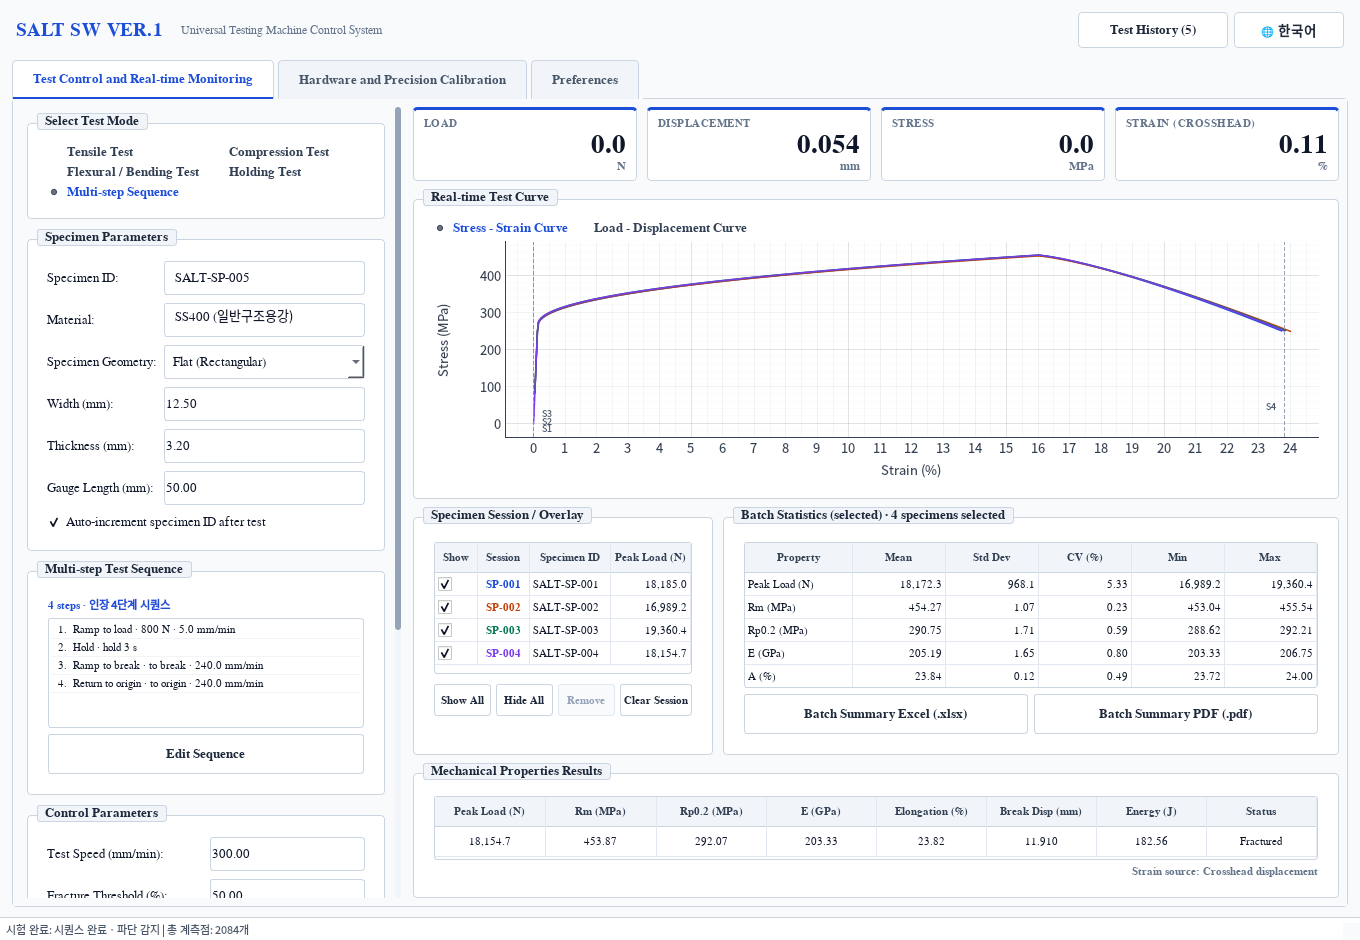 SALT SW VER.1 Universal Testing Machine Control System Test History (5) 한국어
Test Control and Real-time Monitoring Hardware and Precision Calibration Preferences
Select Test Mode
Tensile Test Compression Test
Flexural / Bending Test Holding Test
Multi-step Sequence
Specimen Parameters
Specimen ID: SALT-SP-005
Material: SS400 (일반구조용강)
Specimen Geometry: Flat (Rectangular)
Width (mm): 12.50
Thickness (mm): 3.20
Gauge Length (mm): 50.00
Auto-increment specimen ID after test
Multi-step Test Sequence
4 steps · 인장 4단계 시퀀스
1. Ramp to load · 800 N · 5.0 mm/min
2. Hold · hold 3 s
3. Ramp to break · to break · 240.0 mm/min
4. Return to origin · to origin · 240.0 mm/min
Edit Sequence
Control Parameters
Test Speed (mm/min): 300.00
Fracture Threshold (%): 50.00
LOAD
0.0
N
DISPLACEMENT
0.054
mm
STRESS
0.0
MPa
STRAIN (CROSSHEAD)
0.11
%
Real-time Test Curve
Stress - Strain Curve Load - Displacement Curve
Stress (MPa)
400
300
200
100
0
S3
S2
S1
S4
0 1 2 3 4 5 6 7 8 9 10 11 12 13 14 15 16 17 18 19 20 21 22 23 24
Strain (%)
Specimen Session / Overlay
Show Session Specimen ID Peak Load (N)
SP-001 SALT-SP-001 18,185.0
SP-002 SALT-SP-002 16,989.2
SP-003 SALT-SP-003 19,360.4
SP-004 SALT-SP-004 18,154.7
Show All Hide All Remove Clear Session
Batch Statistics (selected) · 4 specimens selected
Property Mean Std Dev CV (%) Min Max
Peak Load (N) 18,172.3 968.1 5.33 16,989.2 19,360.4
Rm (MPa) 454.27 1.07 0.23 453.04 455.54
Rp0.2 (MPa) 290.75 1.71 0.59 288.62 292.21
E (GPa) 205.19 1.65 0.80 203.33 206.75
A (%) 23.84 0.12 0.49 23.72 24.00
Batch Summary Excel (.xlsx) Batch Summary PDF (.pdf)
Mechanical Properties Results
Peak Load (N) Rm (MPa) Rp0.2 (MPa) E (GPa) Elongation (%) Break Disp (mm) Energy (J) Status
18,154.7 453.87 292.07 203.33 23.82 11.910 182.56 Fractured
Strain source: Crosshead displacement
시험 완료: 시퀀스 완료 · 파단 감지 | 총 계측점: 2084개